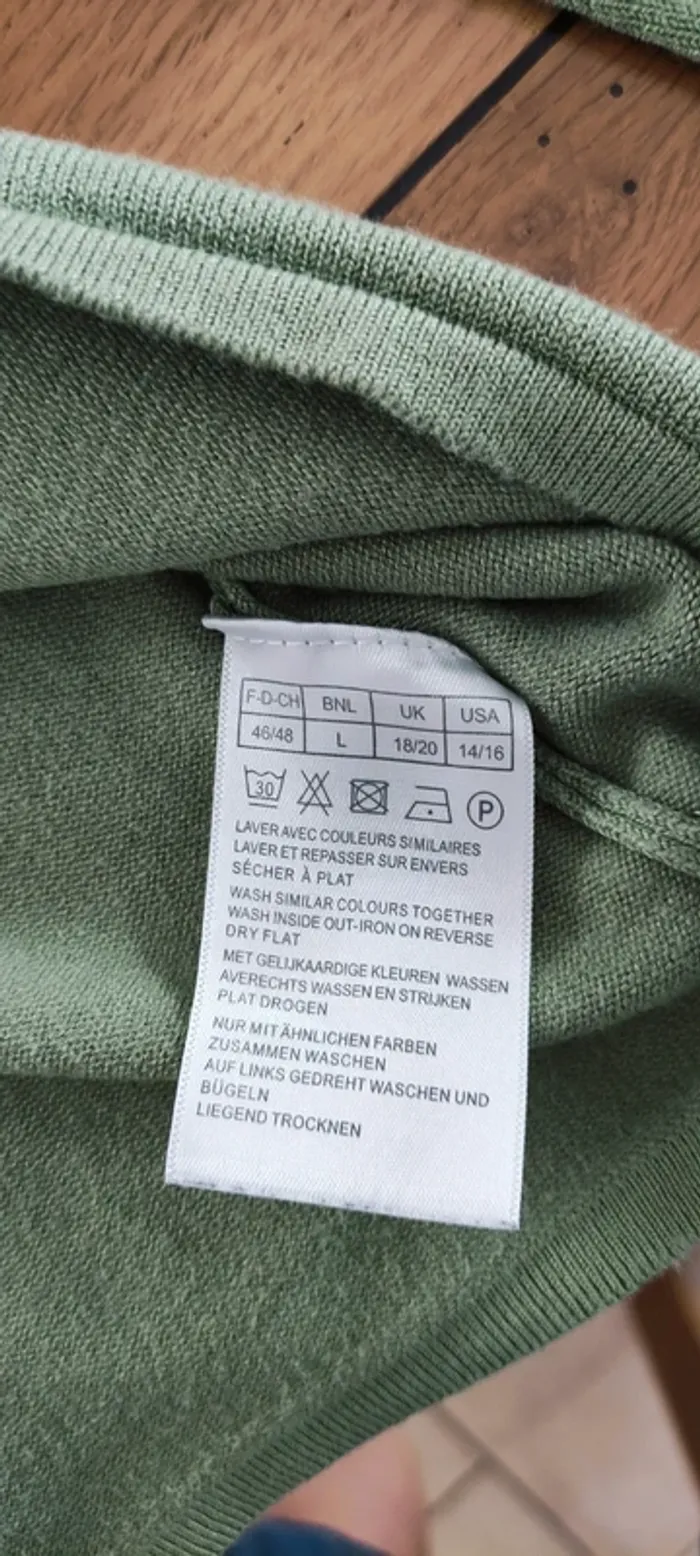 F-D-CH BNL UK USA
46/48 L 18/20 14/16
30 P
LAVER AVEC COULEURS SIMILAIRES
LAVER ET REPASSER SUR ENVERS
SÉCHER À PLAT
WASH SIMILAR COLOURS TOGETHER
WASH INSIDE OUT-IRON ON REVERSE
DRY FLAT
MET GELIJKAARDIGE KLEUREN WASSEN
AVERECHTS WASSEN EN STRIJKEN
PLAT DROGEN
NUR MIT ÄHNLICHEN FARBEN
ZUSAMMEN WASCHEN
AUF LINKS GEDREHT WASCHEN UND
BÜGELN
LIEGEND TROCKNEN